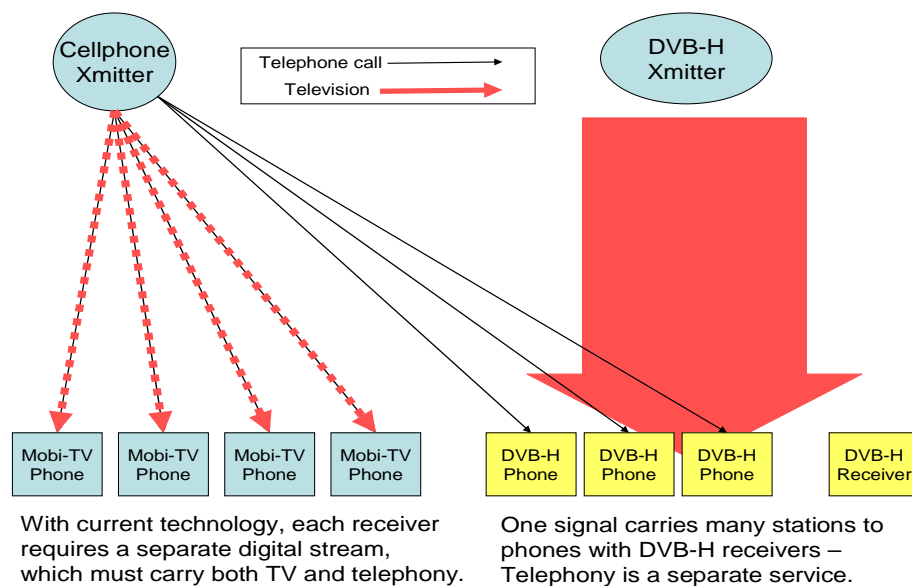 Cellphone
Xmitter
Telephone call
Television
DVB-H
Xmitter
Mobi-TV
Phone
Mobi-TV
Phone
Mobi-TV
Phone
Mobi-TV
Phone
DVB-H
Phone
DVB-H
Phone
DVB-H
Phone
DVB-H
Receiver
With current technology, each receiver
requires a separate digital stream,
which must carry both TV and telephony.
One signal carries many stations to
phones with DVB-H receivers –
Telephony is a separate service.